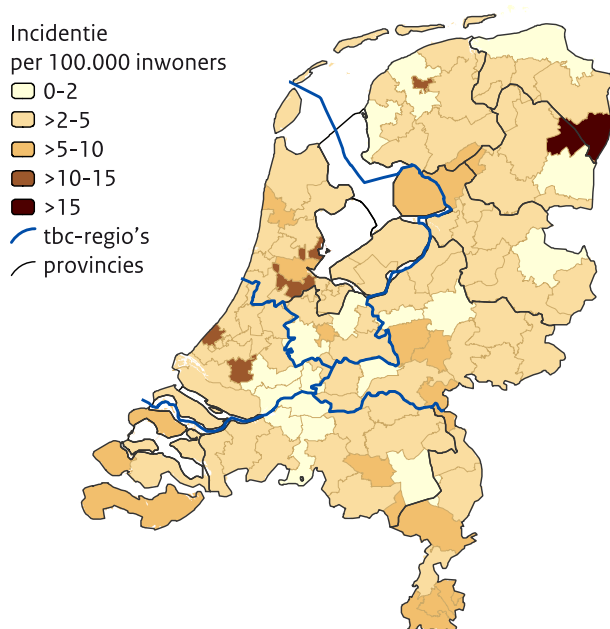 Incidentie
per 100.000 inwoners
0-2
>2-5
>5-10
>10-15
>15
tbc-regio's
provincies